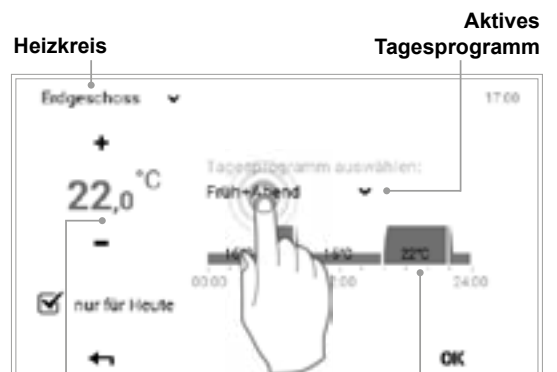 Aktives
Heizkreis Tagesprogramm
Erdgeschoss 17:00
+
22,0 °C
Tagesprogramm auswählen:
Früh+Abend
–
16°C 22°C
00:00 24:00
nur für Heute
OK